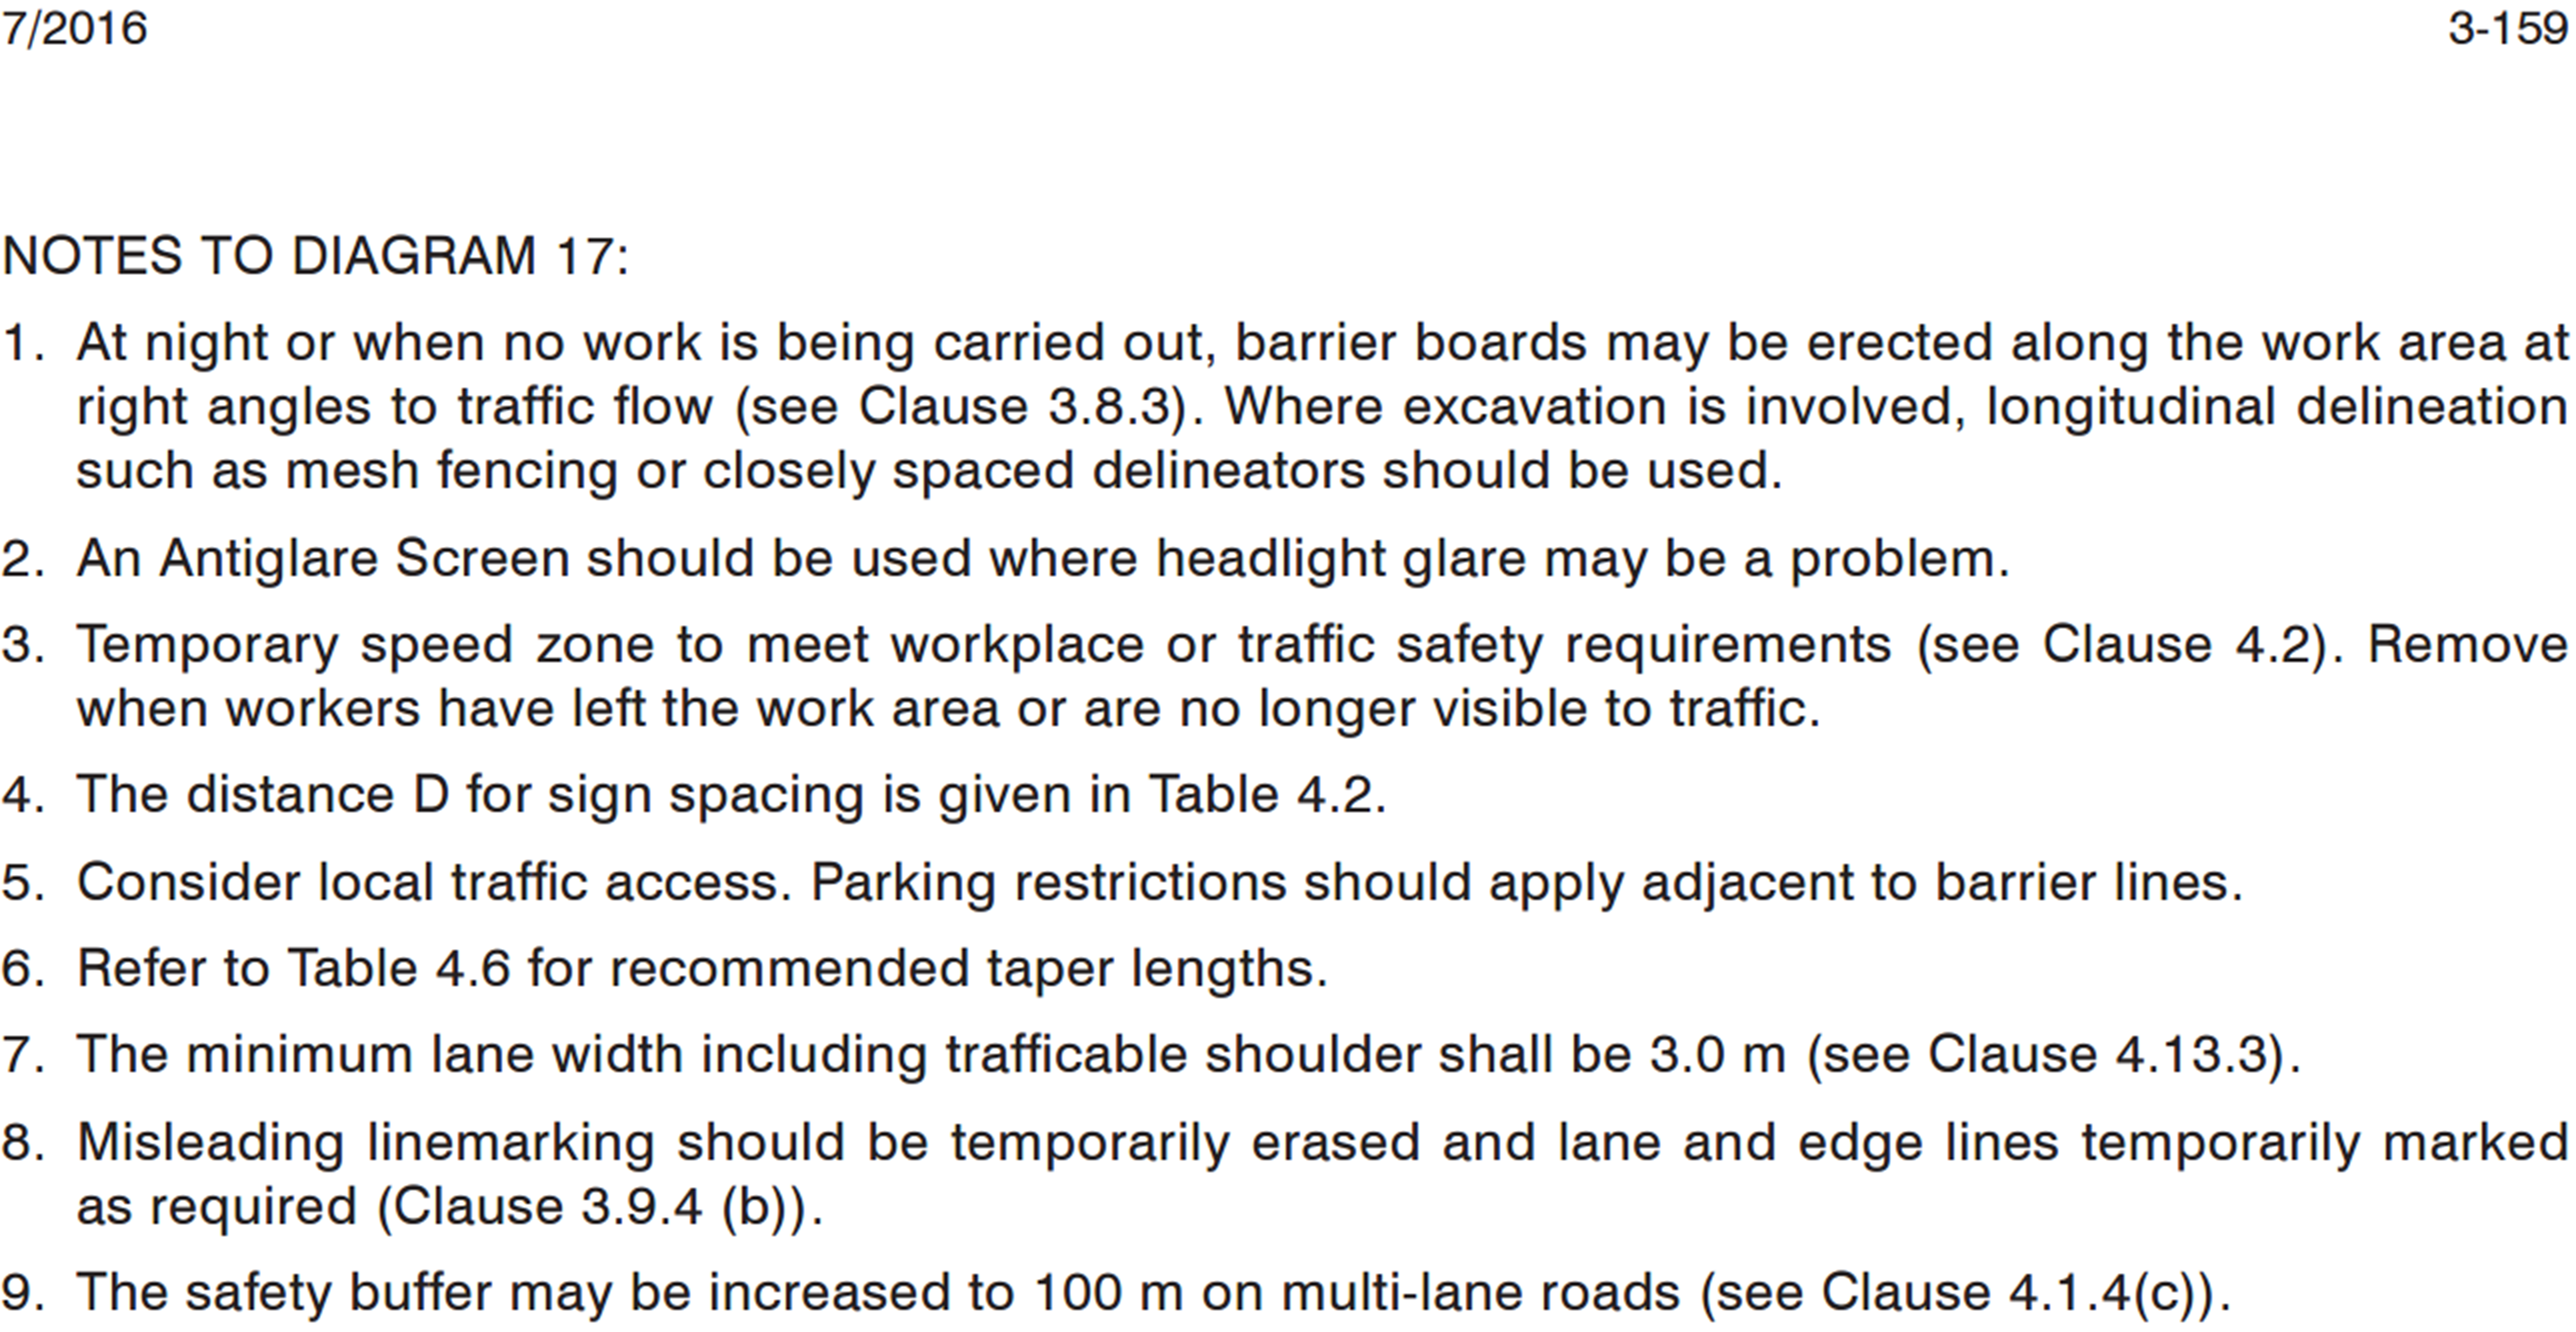 7/2016 3-159
NOTES TO DIAGRAM 17:
1. At night or when no work is being carried out, barrier boards may be erected along the work area at
right angles to traffic flow (see Clause 3.8.3). Where excavation is involved, longitudinal delineation
such as mesh fencing or closely spaced delineators should be used.
2. An Antiglare Screen should be used where headlight glare may be a problem.
3. Temporary speed zone to meet workplace or traffic safety requirements (see Clause 4.2). Remove
when workers have left the work area or are no longer visible to traffic.
4. The distance D for sign spacing is given in Table 4.2.
5. Consider local traffic access. Parking restrictions should apply adjacent to barrier lines.
6. Refer to Table 4.6 for recommended taper lengths.
7. The minimum lane width including trafficable shoulder shall be 3.0 m (see Clause 4.13.3).
8. Misleading linemarking should be temporarily erased and lane and edge lines temporarily marked
as required (Clause 3.9.4 (b)).
9. The safety buffer may be increased to 100 m on multi-lane roads (see Clause 4.1.4(c)).